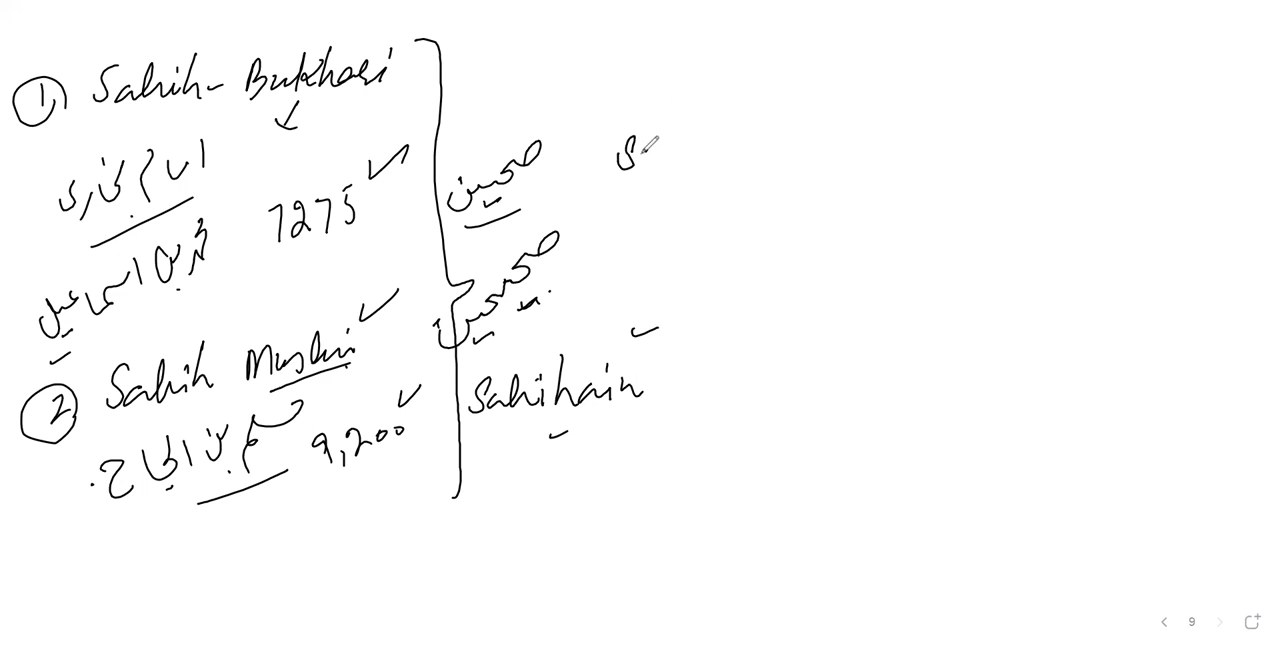 1 Sahih- Bukhari
امام بخاری
محمد بن اسماعیل
7275
2 Sahih Muslim
مسلم بن الحجاج
9,200
صحیین
صحیحین
Sahihain
9